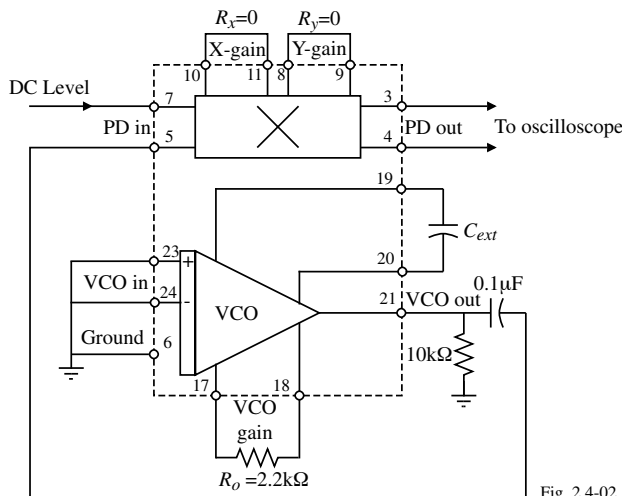 Rx=0
Ry=0
X-gain
Y-gain
10
11
8
9
DC Level
7
3
PD in
PD out
To oscilloscope
5
4
19
Cext
20
23
+
VCO in
24
-
VCO
21
VCO out
0.1μF
Ground
6
10kΩ
17
18
VCO
gain
Ro =2.2kΩ
Fig. 2.4-02